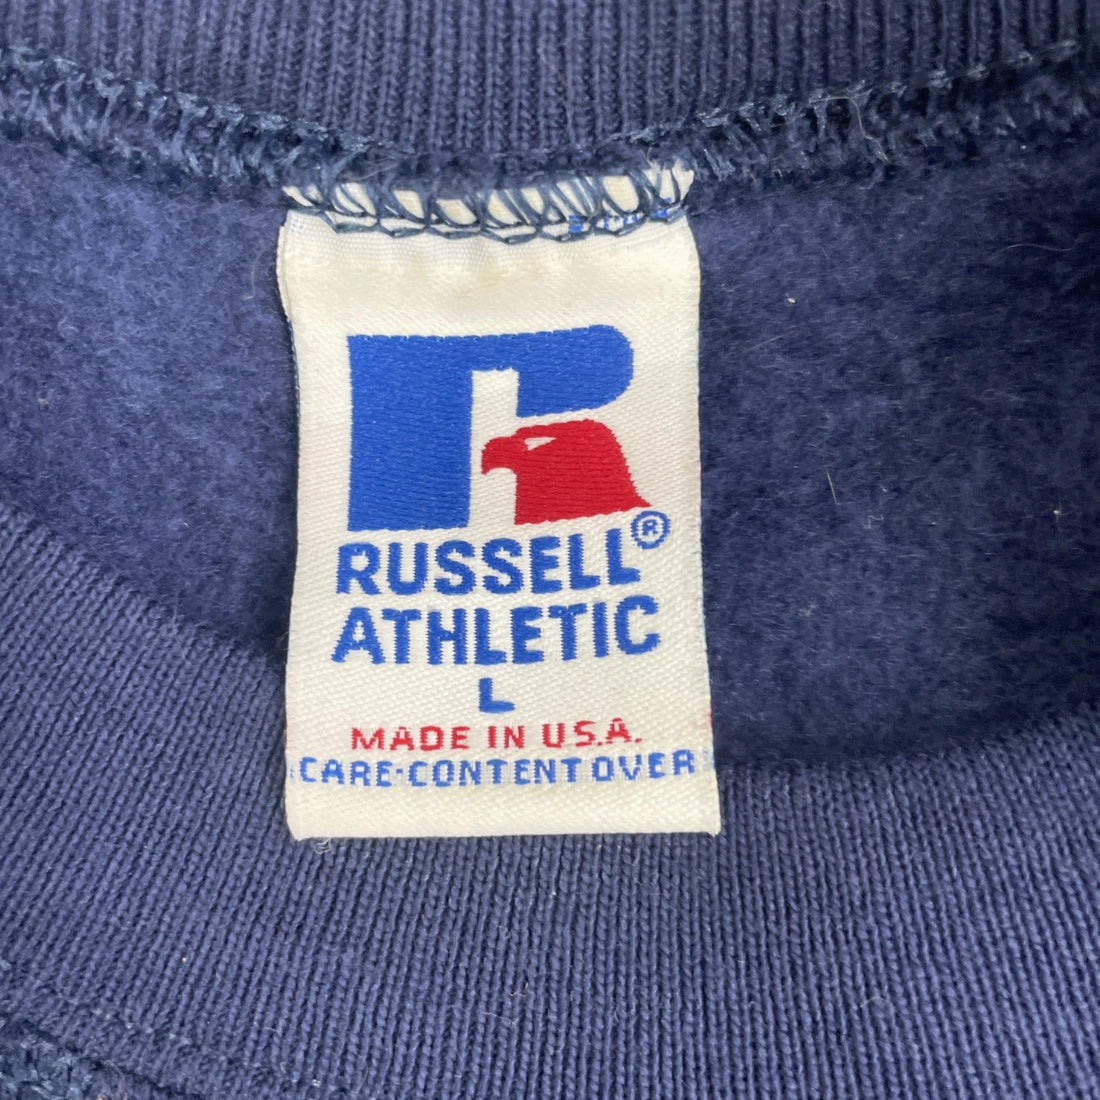 RUSSELL®
ATHLETIC
L
MADE IN U.S.A.
CARE-CONTENT OVER